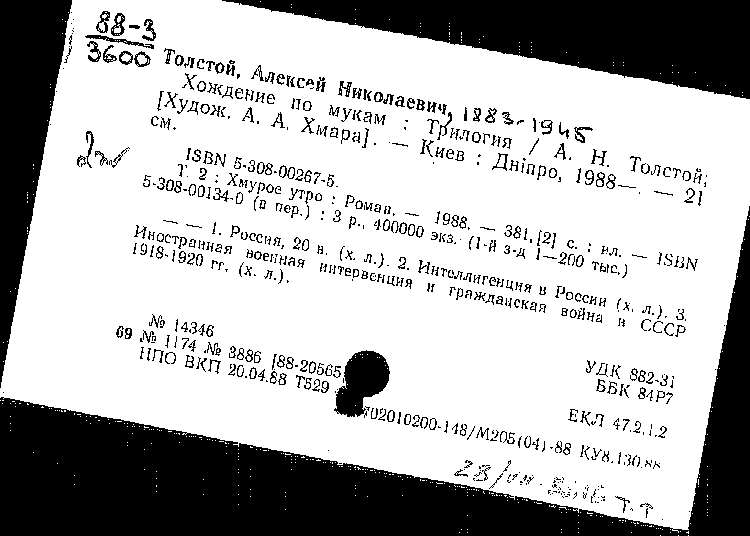 88-3
3600
Толстой, Алексей Николаевич, 1883-1945
Хождение по мукам : Трилогия / А. Н. Толстой;
[Худож. А. А. Хмара]. — Киев : Дніпро, 1988—. — 21
см.
ISBN 5-308-00267-5.
Т. 2 : Хмурое утро : Роман. — 1988. — 381,[2] с. : ил. — ISBN
5-308-00134-0 (в пер.) : 3 р., 400000 экз. (1-й з-д 1—200 тыс.)
— — 1. Россия, 20 в. (х. л.). 2. Интеллигенция в России (х. л.). 3.
Иностранная военная интервенция и гражданская война в СССР
1918-1920 гг. (х. л.).
№ 14346
69 № 1174 № 3886 [88-20565
НПО ВКП 20.04.88 Т529
УДК 882-31
ББК 84Р7
ЕКЛ 47.2.1.2
702010200-148/М205(04)-88 КУ8.130.88
28/VII-
Т.Т.